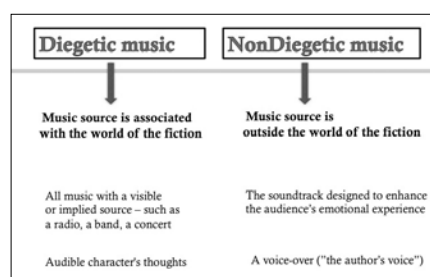 Diegetic music
NonDiegetic music
Music source is associated
with the world of the fiction
Music source is
outside the world of the fiction
All music with a visible
or implied source – such as
a radio, a band, a concert
The soundtrack designed to enhance
the audience's emotional experience
Audible character's thoughts
A voice-over ("the author's voice")